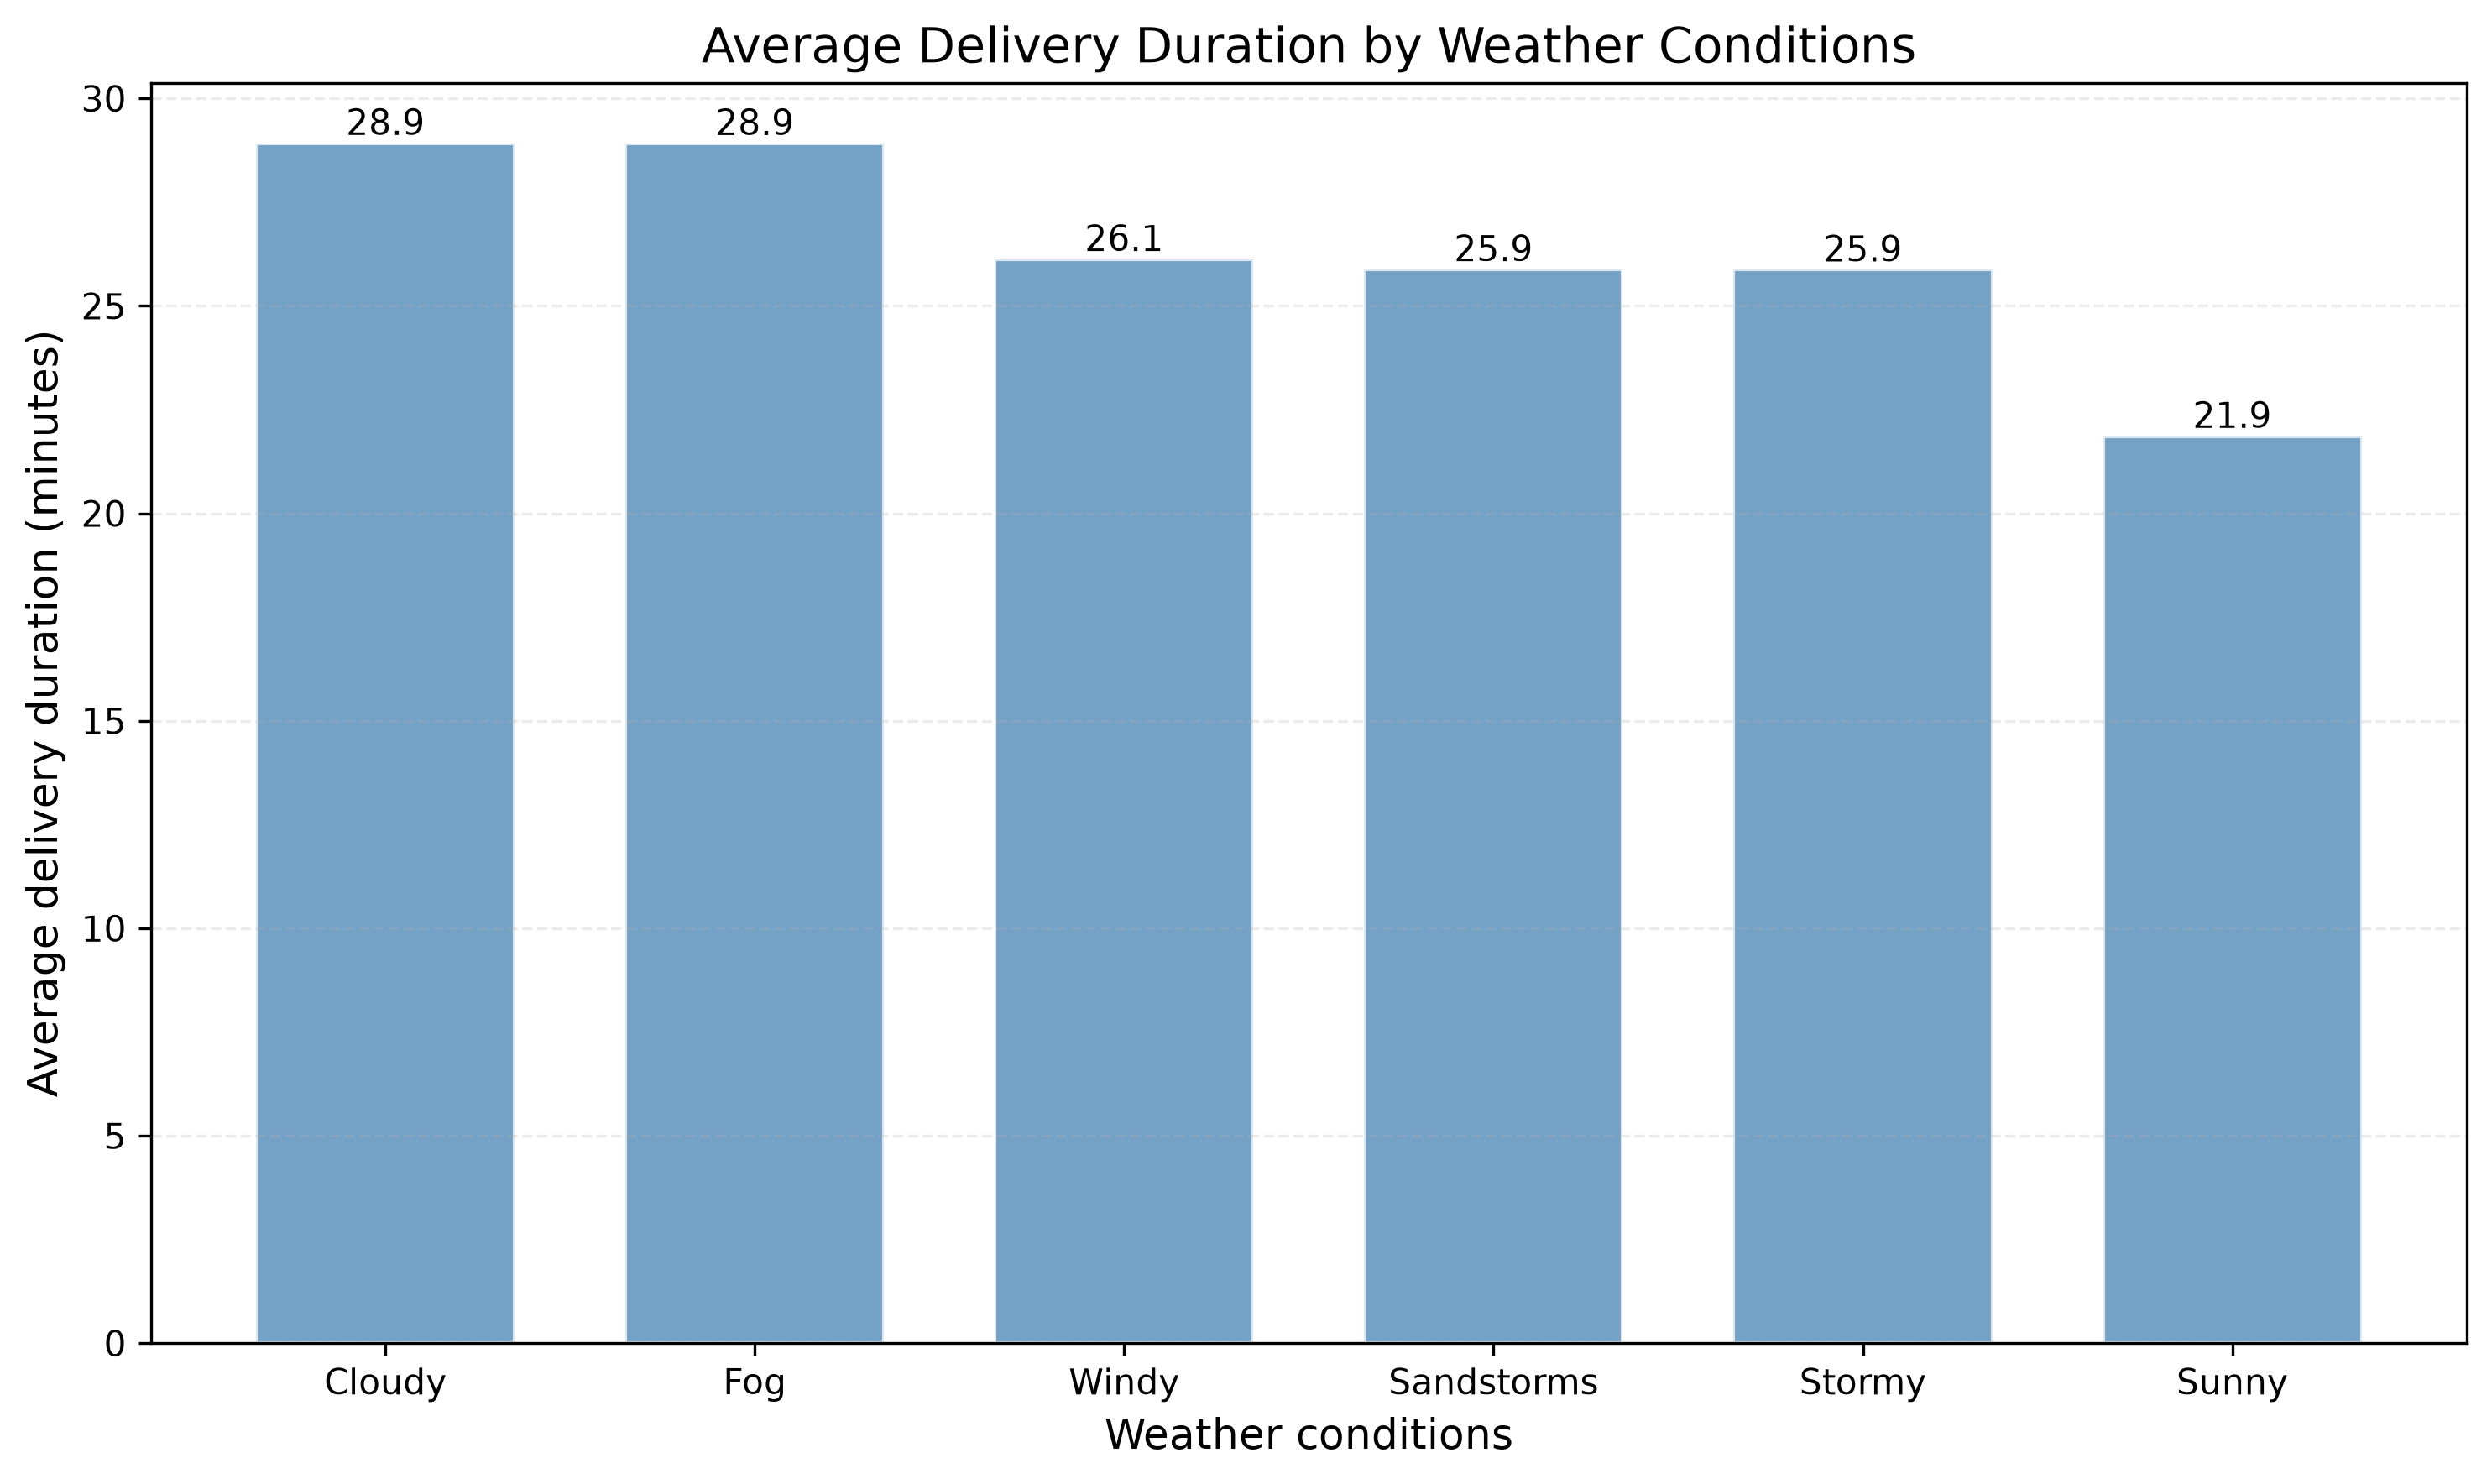 Average Delivery Duration by Weather Conditions
Average delivery duration (minutes)
30
25
20
15
10
5
0
28.9
28.9
26.1
25.9
25.9
21.9
Cloudy
Fog
Windy
Sandstorms
Stormy
Sunny
Weather conditions